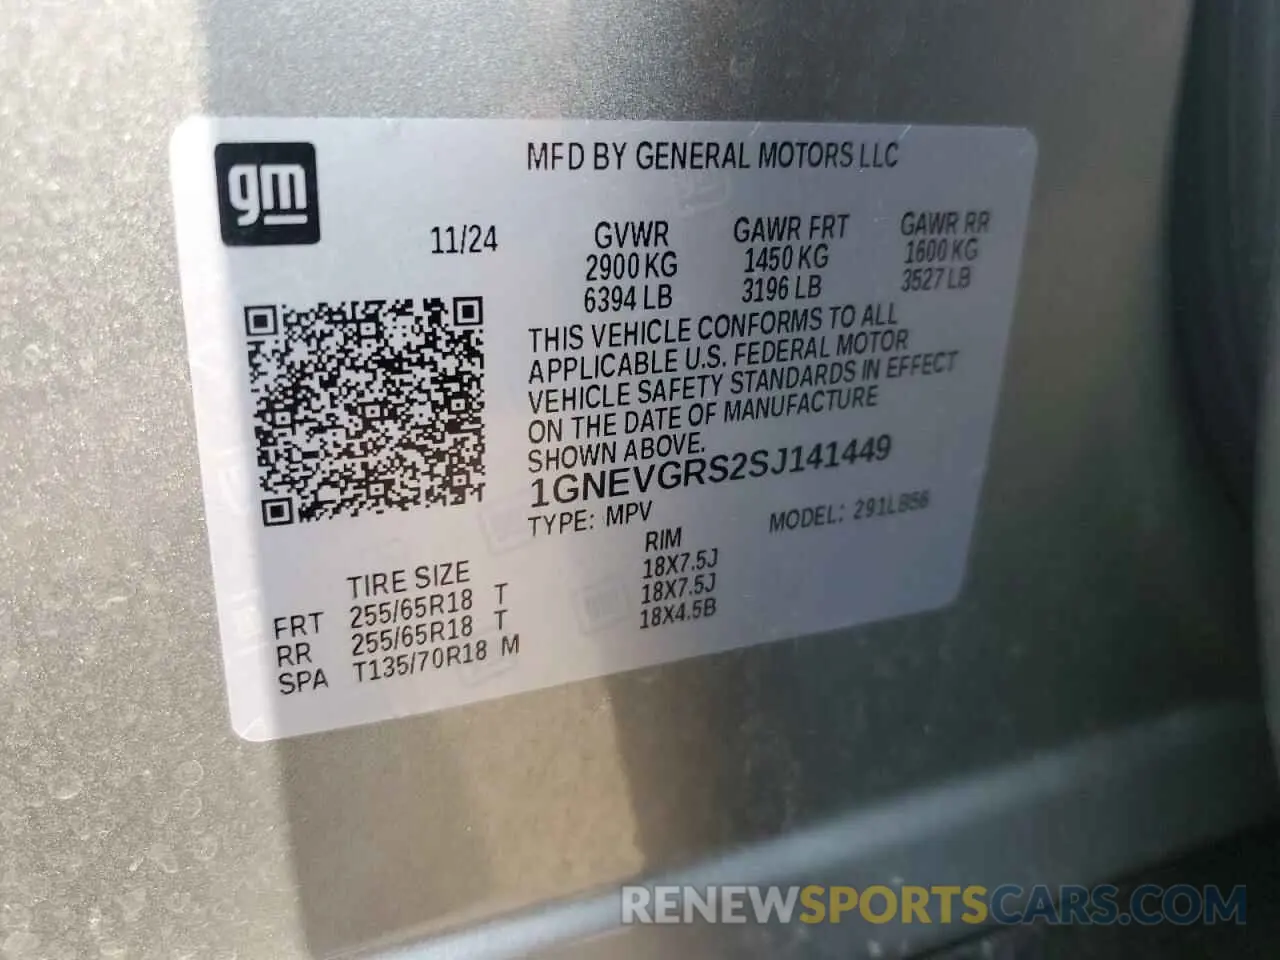 gm
MFD BY GENERAL MOTORS LLC
11/24
GVWR GAWR FRT GAWR RR
2900 KG 1450 KG 1600 KG
6394 LB 3196 LB 3527 LB
THIS VEHICLE CONFORMS TO ALL
APPLICABLE U.S. FEDERAL MOTOR
VEHICLE SAFETY STANDARDS IN EFFECT
ON THE DATE OF MANUFACTURE
SHOWN ABOVE.
1GNEVGRS2SJ141449
TYPE: MPV MODEL: 291LB56
TIRE SIZE RIM
FRT 255/65R18 T 18X7.5J
RR 255/65R18 T 18X7.5J
SPA T135/70R18 M 18X4.5B
RENEWSPORTSCARS.COM